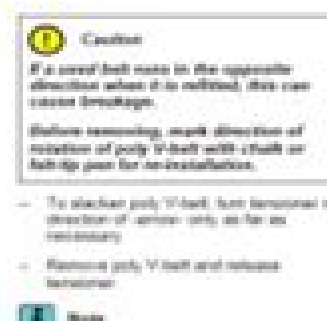 Caution
If a used belt runs in the opposite
direction when it is refitted, this can
cause breakage.
Before removing, mark direction of
rotation of poly V-belt with chalk or
felt-tip pen for re-installation.
- To slacken poly V-belt, turn tensioner
direction of -arrow- only as far as
necessary
- Remove poly V-belt and release
tensioner
Note